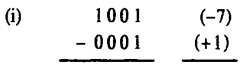 (i) 1001 (–7)
– 0001 (+1)